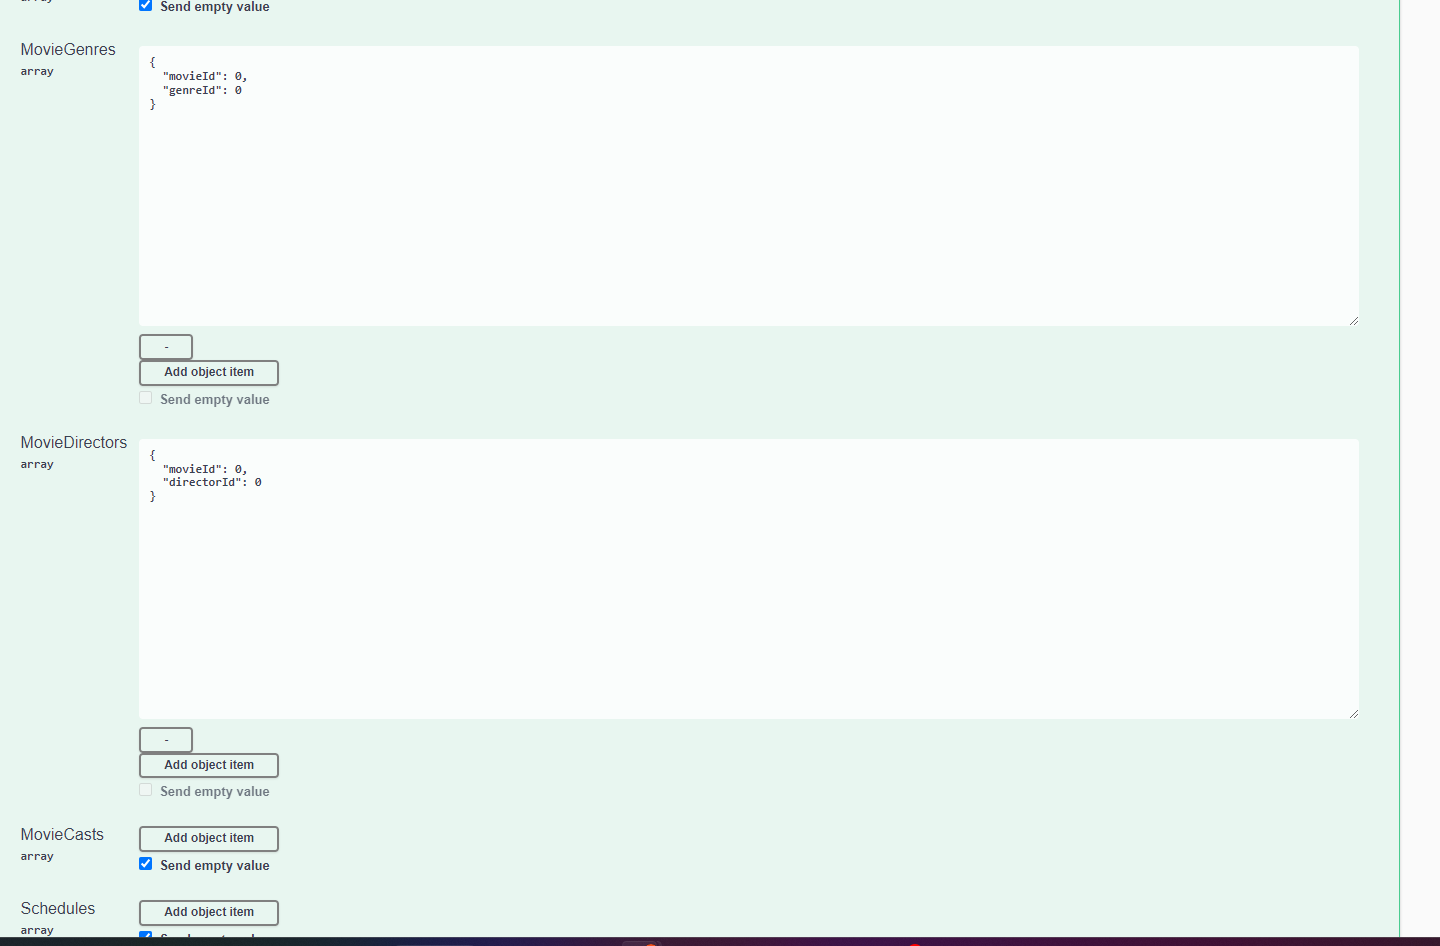 Send empty value
MovieGenres
array
{
  "movieId": 0,
  "genreId": 0
}
-
Add object item
Send empty value
MovieDirectors
array
{
  "movieId": 0,
  "directorId": 0
}
-
Add object item
Send empty value
MovieCasts
array
Add object item
Send empty value
Schedules
array
Add object item